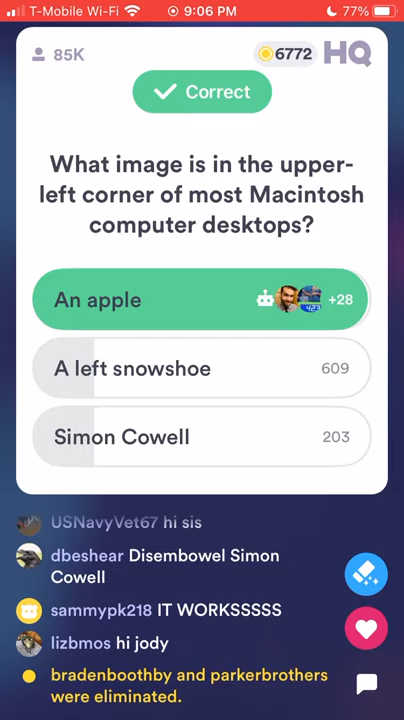 T-Mobile Wi-Fi 9:06 PM 77%
85K 6772 HQ
Correct
What image is in the upper-
left corner of most Macintosh
computer desktops?
An apple +28
A left snowshoe 609
Simon Cowell 203
USNavyVet67 hi sis
dbeshear Disembowel Simon
Cowell
sammypk218 IT WORKSSSSS
lizbmos hi jody
bradenboothby and parkerbrothers
were eliminated.